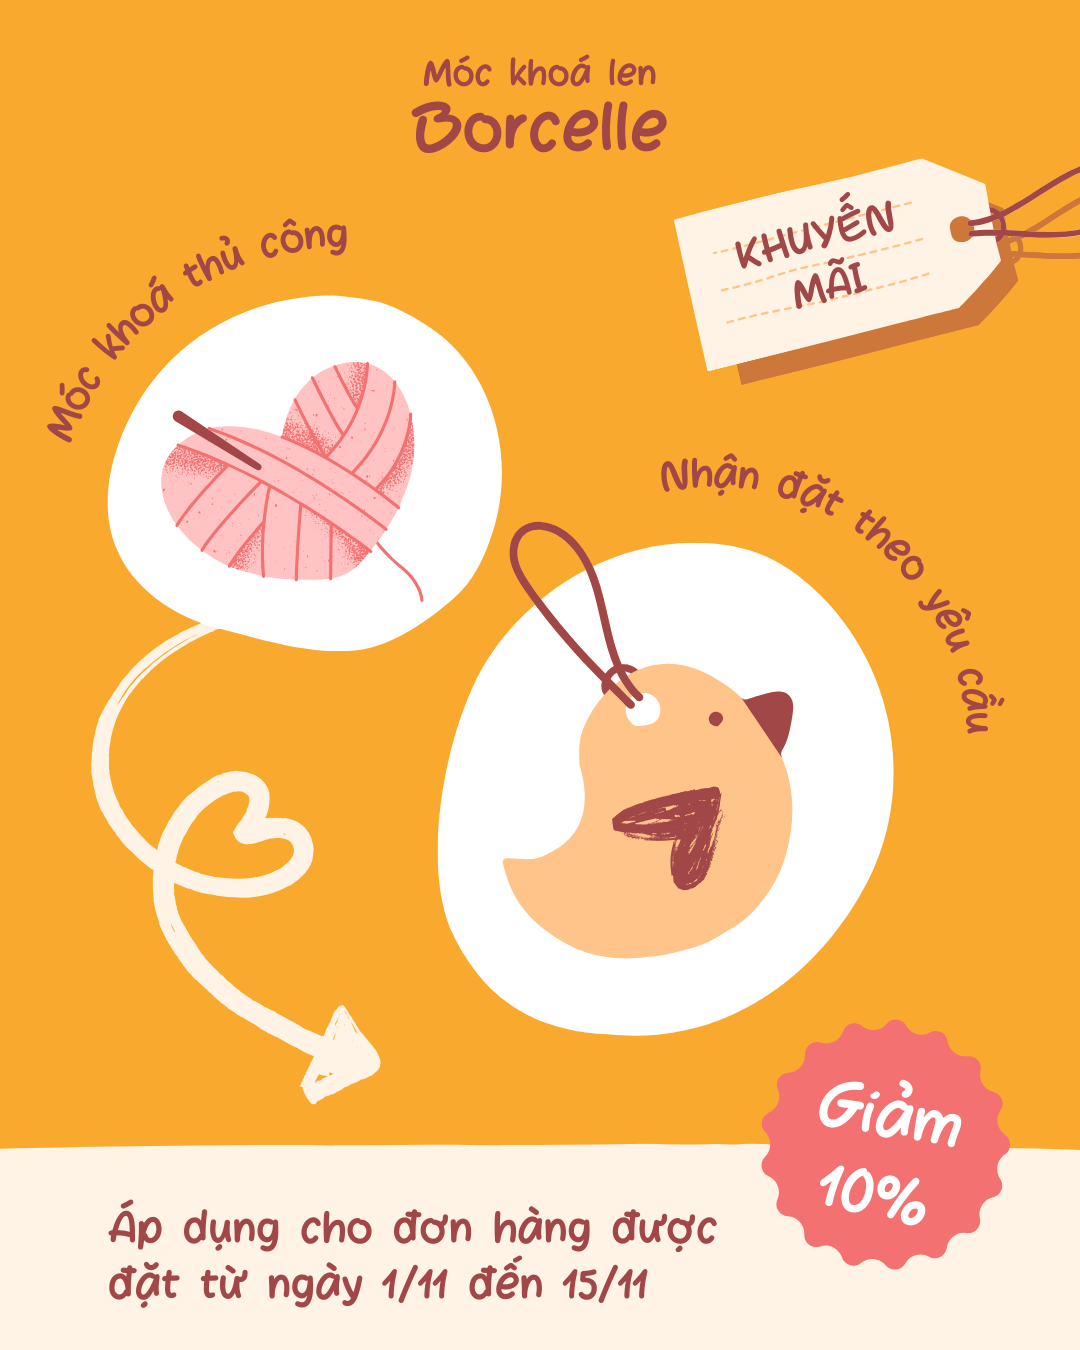 Móc khoá len
Borcelle
KHUYẾN
MÃI
Móc khoá thủ công
Nhận đặt theo yêu cầu
Giảm
10%
Áp dụng cho đơn hàng được
đặt từ ngày 1/11 đến 15/11